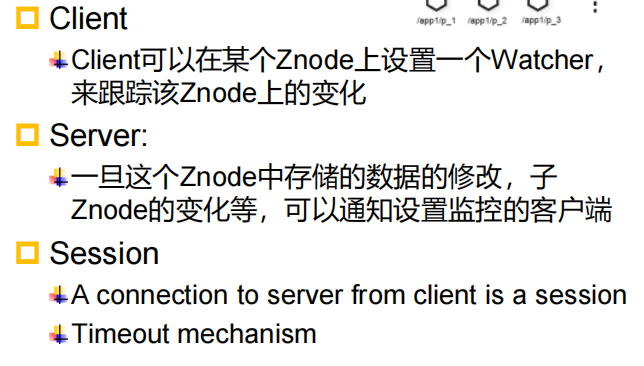 /app1/p_1 /app1/p_2 /app1/p_3
Client
Client可以在某个Znode上设置一个Watcher，
来跟踪该Znode上的变化
Server:
一旦这个Znode中存储的数据的修改，子
Znode的变化等，可以通知设置监控的客户端
Session
A connection to server from client is a session
Timeout mechanism